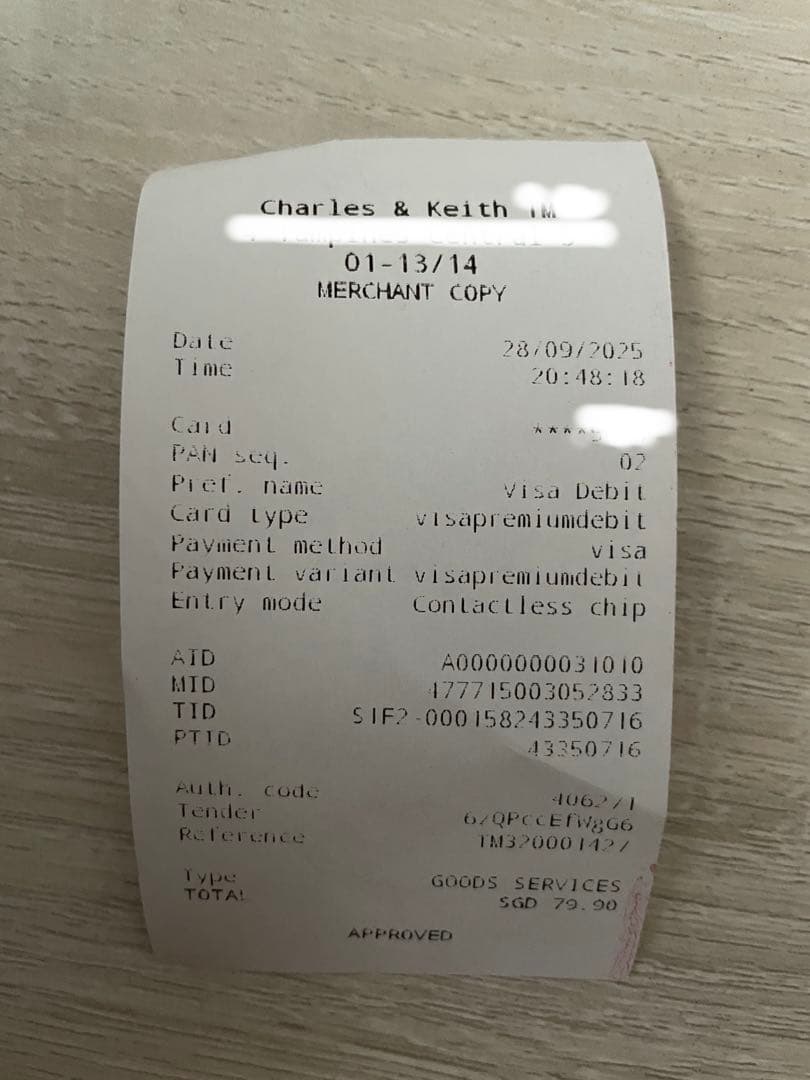 Charles & Keith TM
01-13/14
MERCHANT COPY
Date 28/09/2025
Time 20:48:18
Card ****
PAN seq. 02
Pref. name Visa Debit
Card type visapremiumdebit
Payment method visa
Payment variant visapremiumdebit
Entry mode Contactless chip
AID A0000000031010
MID 477715003052833
TID S1F2-000158243350716
PTID 43350716
Auth. code 406271
Tender
Reference TM320001427
Type GOODS SERVICES
TOTAL SGD 79.90
APPROVED